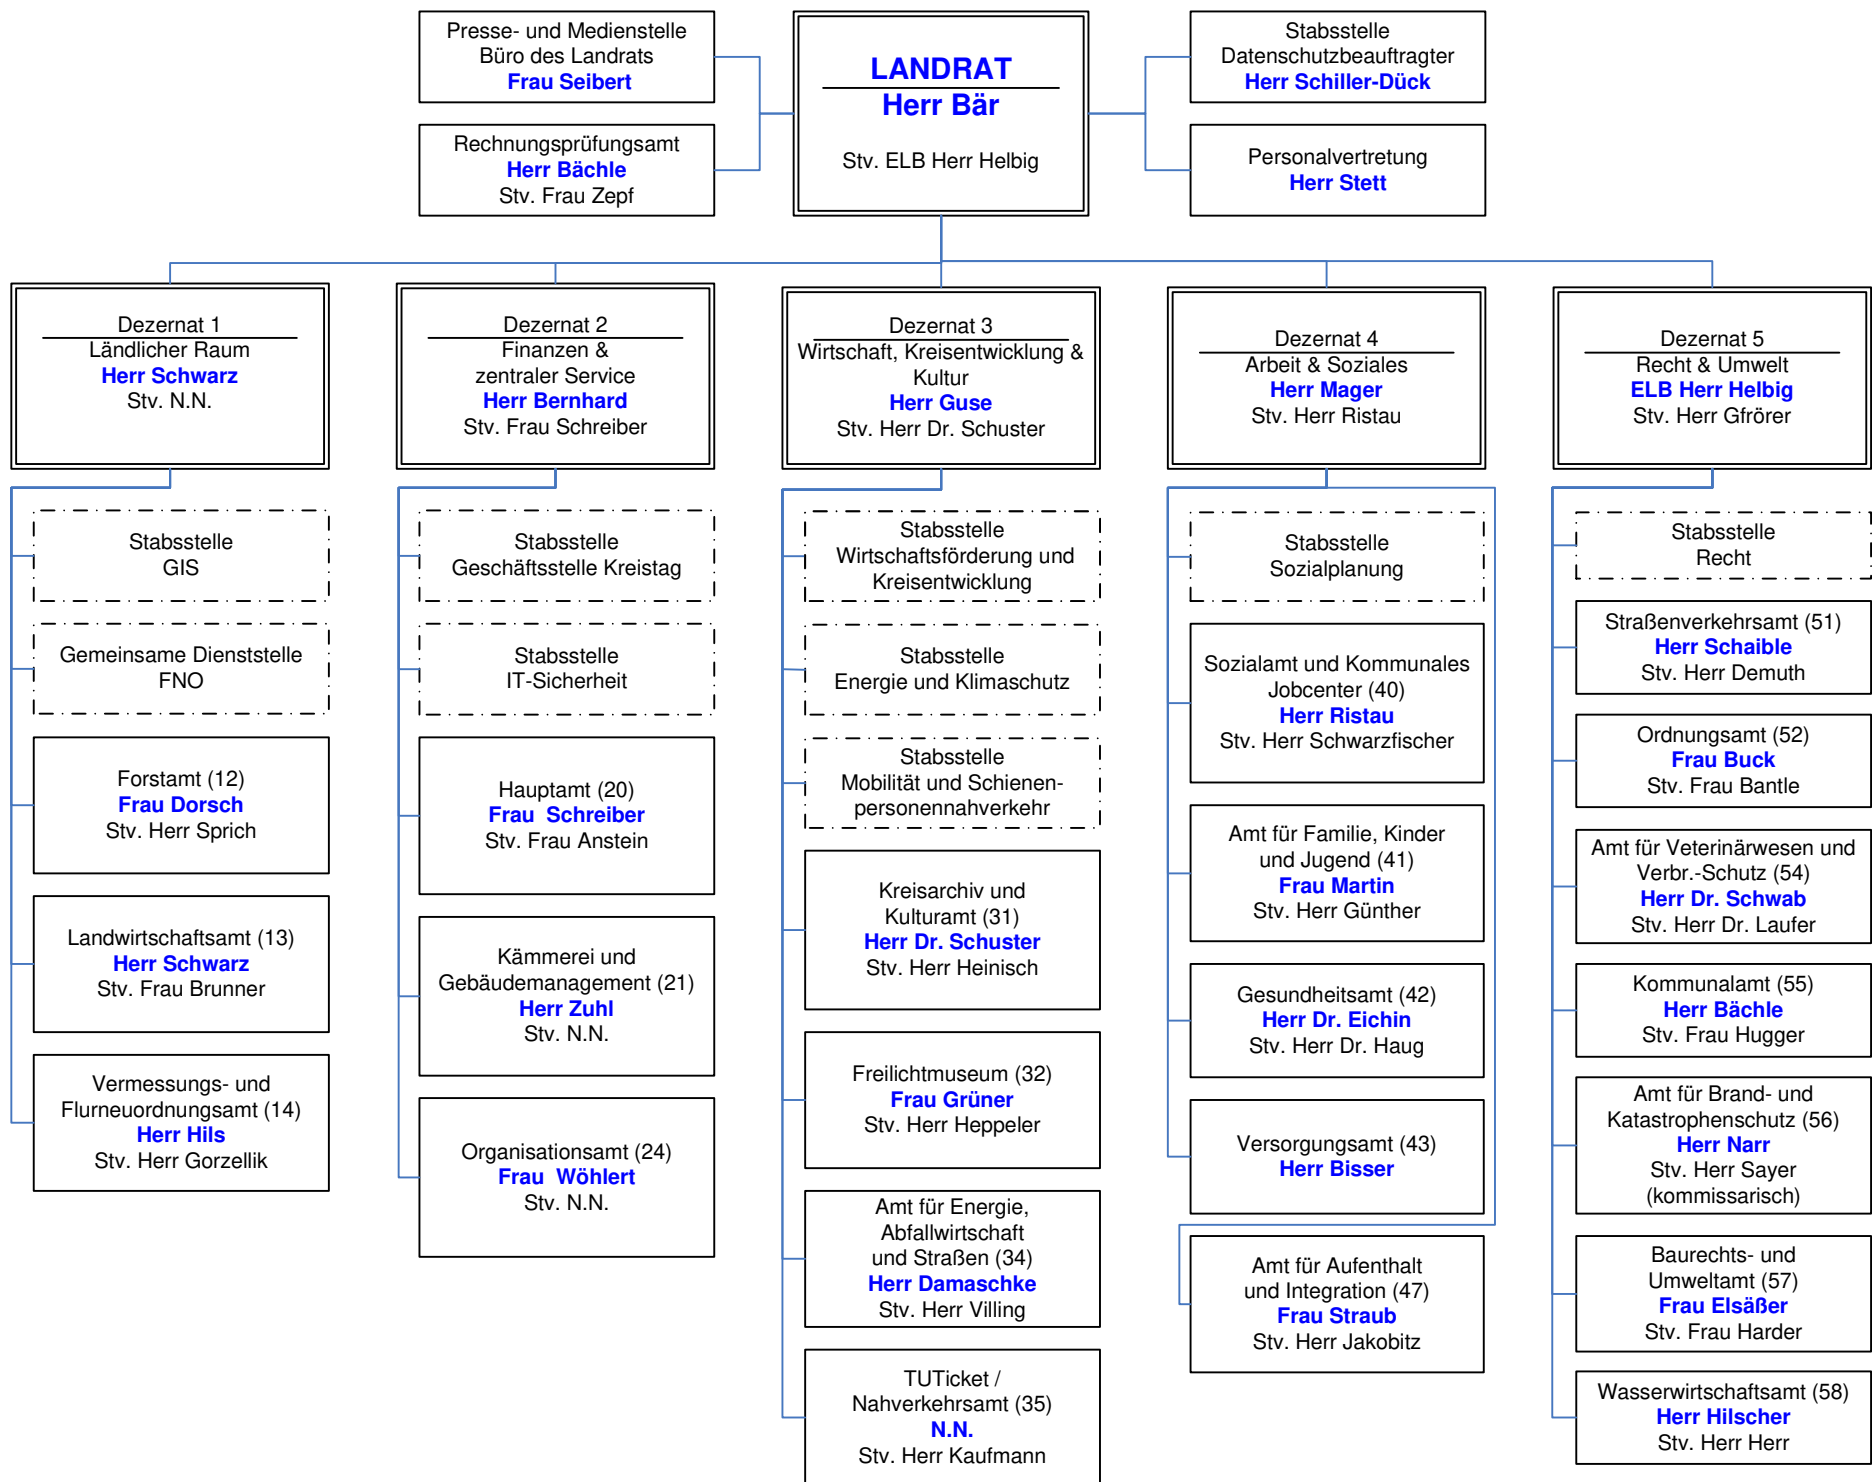 Presse- und Medienstelle
Büro des Landrats
Frau Seibert
Rechnungsprüfungsamt
Herr Bächle
Stv. Frau Zepf
LANDRAT
Herr Bär
Stv. ELB Herr Helbig
Stabsstelle
Datenschutzbeauftragter
Herr Schiller-Dück
Personalvertretung
Herr Stett
Dezernat 1
Ländlicher Raum
Herr Schwarz
Stv. N.N.
Stabsstelle
GIS
Gemeinsame Dienststelle
FNO
Forstamt (12)
Frau Dorsch
Stv. Herr Sprich
Landwirtschaftsamt (13)
Herr Schwarz
Stv. Frau Brunner
Vermessungs- und
Flurneuordnungsamt (14)
Herr Hils
Stv. Herr Gorzellik
Dezernat 2
Finanzen &
zentraler Service
Herr Bernhard
Stv. Frau Schreiber
Stabsstelle
Geschäftsstelle Kreistag
Stabsstelle
IT-Sicherheit
Hauptamt (20)
Frau Schreiber
Stv. Frau Anstein
Kämmerei und
Gebäudemanagement (21)
Herr Zuhl
Stv. N.N.
Organisationsamt (24)
Frau Wöhlert
Stv. N.N.
Dezernat 3
Wirtschaft, Kreisentwicklung &
Kultur
Herr Guse
Stv. Herr Dr. Schuster
Stabsstelle
Wirtschaftsförderung und
Kreisentwicklung
Stabsstelle
Energie und Klimaschutz
Stabsstelle
Mobilität und Schienen-
personennahverkehr
Kreisarchiv und
Kulturamt (31)
Herr Dr. Schuster
Stv. Herr Heinisch
Freilichtmuseum (32)
Frau Grüner
Stv. Herr Heppeler
Amt für Energie,
Abfallwirtschaft
und Straßen (34)
Herr Damaschke
Stv. Herr Villing
TUTicket /
Nahverkehrsamt (35)
N.N.
Stv. Herr Kaufmann
Dezernat 4
Arbeit & Soziales
Herr Mager
Stv. Herr Ristau
Stabsstelle
Sozialplanung
Sozialamt und Kommunales
Jobcenter (40)
Herr Ristau
Stv. Herr Schwarzfischer
Amt für Familie, Kinder
und Jugend (41)
Frau Martin
Stv. Herr Günther
Gesundheitsamt (42)
Herr Dr. Eichin
Stv. Herr Dr. Haug
Versorgungsamt (43)
Herr Bisser
Amt für Aufenthalt
und Integration (47)
Frau Straub
Stv. Herr Jakobitz
Dezernat 5
Recht & Umwelt
ELB Herr Helbig
Stv. Herr Gfrörer
Stabsstelle
Recht
Straßenverkehrsamt (51)
Herr Schaible
Stv. Herr Demuth
Ordnungsamt (52)
Frau Buck
Stv. Frau Bantle
Amt für Veterinärwesen und
Verbr.-Schutz (54)
Herr Dr. Schwab
Stv. Herr Dr. Laufer
Kommunalamt (55)
Herr Bächle
Stv. Frau Hugger
Amt für Brand- und
Katastrophenschutz (56)
Herr Narr
Stv. Herr Sayer
(kommissarisch)
Baurechts- und
Umweltamt (57)
Frau Elsäßer
Stv. Frau Harder
Wasserwirtschaftsamt (58)
Herr Hilscher
Stv. Herr Herr